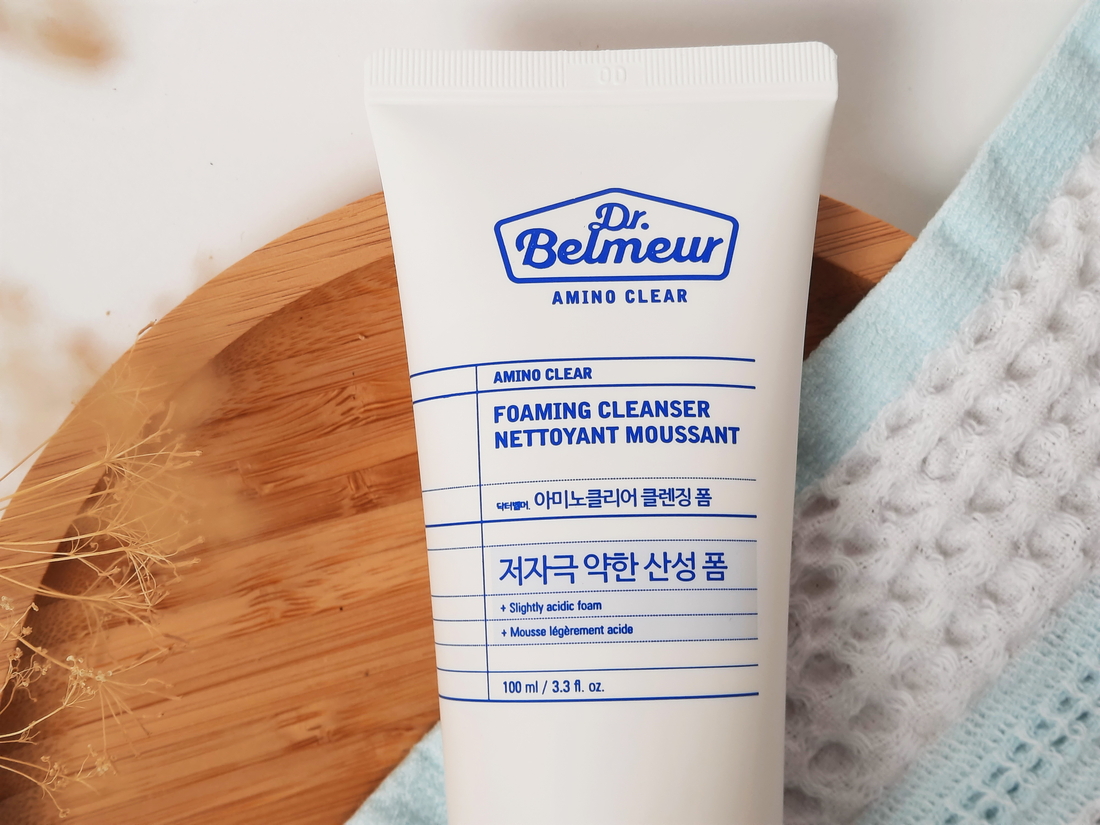 Dr.
Belmeur
AMINO CLEAR
AMINO CLEAR
FOAMING CLEANSER
NETTOYANT MOUSSANT
닥터벨머. 아미노클리어 클렌징 폼
저자극 약한 산성 폼
+ Slightly acidic foam
+ Mousse légèrement acide
100 ml / 3.3 fl. oz.